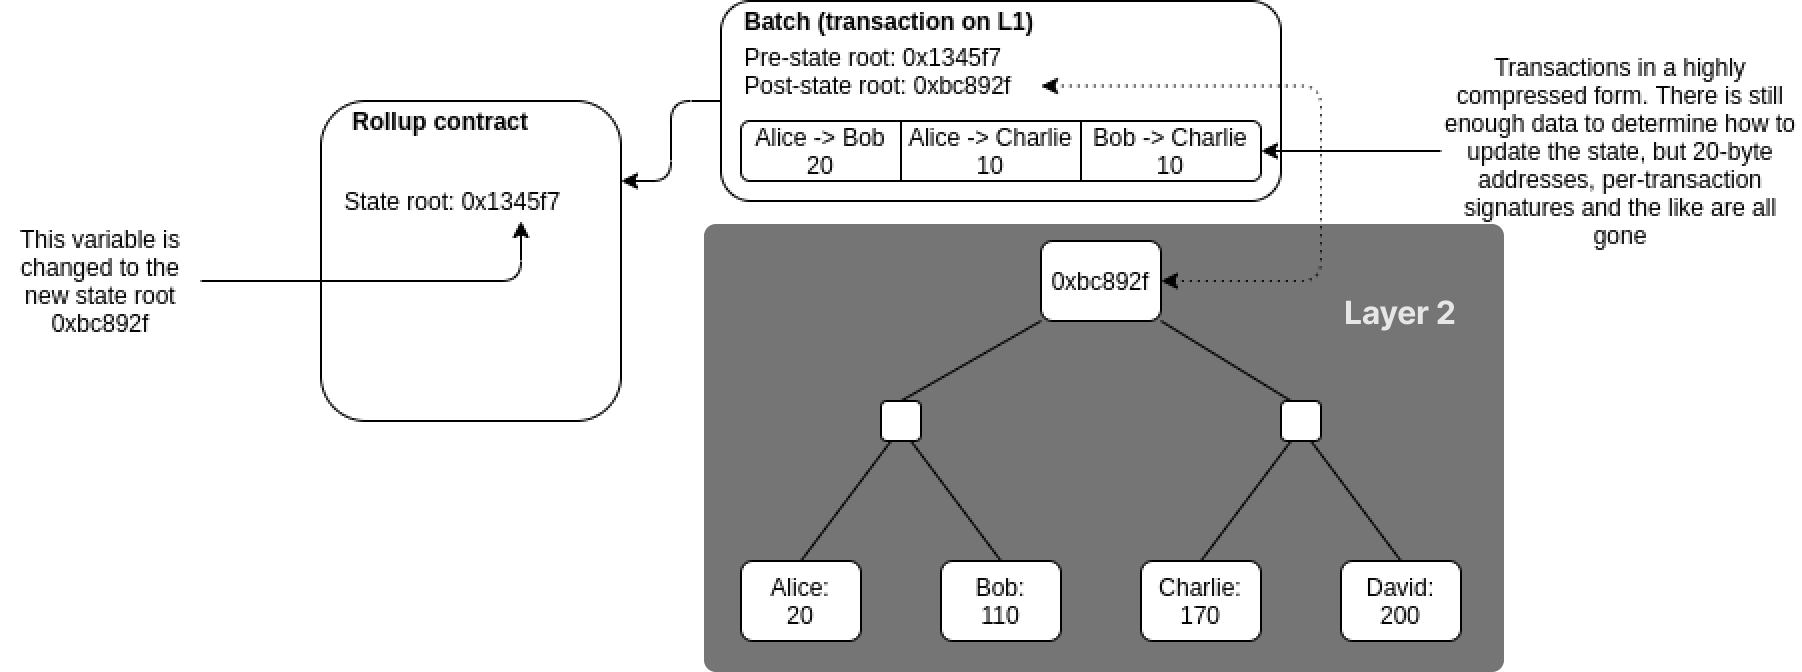 Batch (transaction on L1)
Pre-state root: 0x1345f7
Post-state root: 0xbc892f
Alice -> Bob
20
Alice -> Charlie
10
Bob -> Charlie
10
Transactions in a highly
compressed form. There is still
enough data to determine how to
update the state, but 20-byte
addresses, per-transaction
signatures and the like are all
gone
Rollup contract
State root: 0x1345f7
This variable is
changed to the
new state root
0xbc892f
0xbc892f
Layer 2
Alice:
20
Bob:
110
Charlie:
170
David:
200